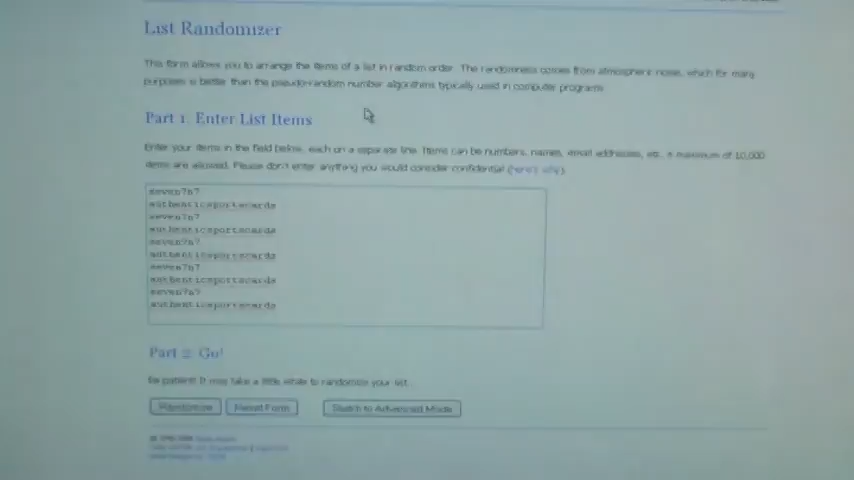 List Randomizer
This form allows you to arrange the items of a list in random order. The randomness comes from atmospheric noise, which for many
purposes is better than the pseudo-random number algorithms typically used in computer programs.
Part 1: Enter List Items
Enter your items in the field below, each on a separate line. Items can be numbers, names, email addresses, etc. A maximum of 10,000
items are allowed. Please don't enter anything you would consider confidential (here's why).
seven7n7
authenticsportscards
seven7n7
authenticsportscards
seven7n7
authenticsportscards
seven7n7
authenticsportscards
seven7n7
authenticsportscards
Part 2: Go!
Be patient! It may take a little while to randomize your list.
Randomize Reset Form Switch to Advanced Mode